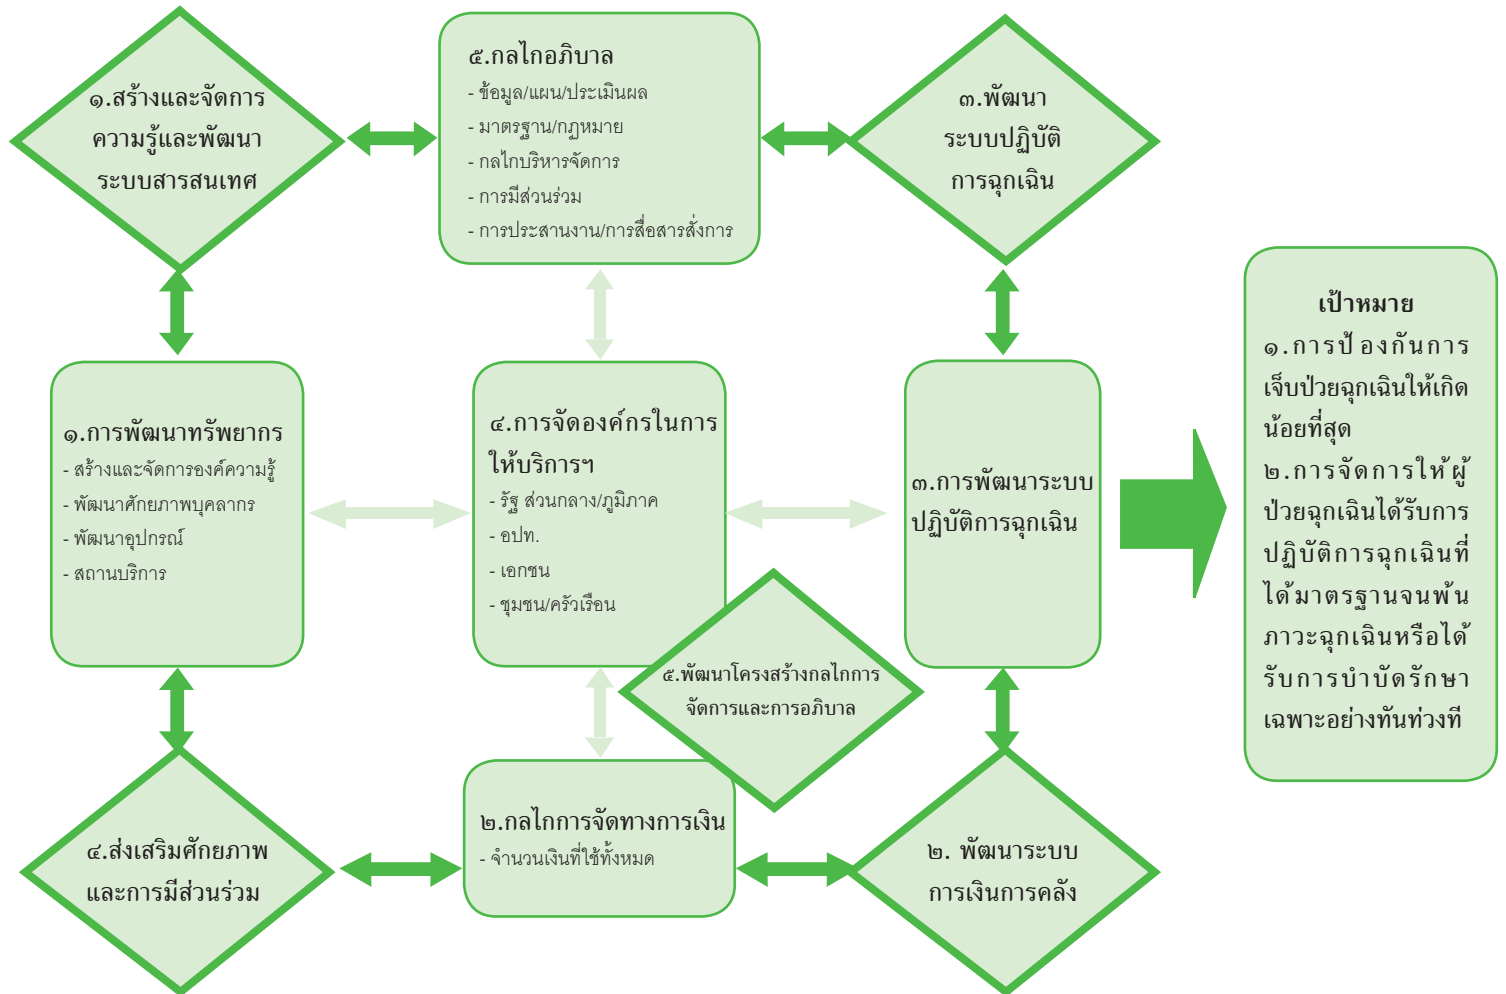 ๑.สร้างและจัดการ
ความรู้และพัฒนา
ระบบสารสนเทศ
๕.กลไกอภิบาล
- ข้อมูล/แผน/ประเมินผล
- มาตรฐาน/กฎหมาย
- กลไกบริหารจัดการ
- การมีส่วนร่วม
- การประสานงาน/การสื่อสารสั่งการ
๓.พัฒนา
ระบบปฏิบัติ
การฉุกเฉิน
๑.การพัฒนาทรัพยากร
- สร้างและจัดการองค์ความรู้
- พัฒนาศักยภาพบุคลากร
- พัฒนาอุปกรณ์
- สถานบริการ
๔.การจัดองค์กรในการ
ให้บริการฯ
- รัฐ ส่วนกลาง/ภูมิภาค
- อปท.
- เอกชน
- ชุมชน/ครัวเรือน
๓.การพัฒนาระบบ
ปฏิบัติการฉุกเฉิน
เป้าหมาย
๑.การป้องกันการ
เจ็บป่วยฉุกเฉินให้เกิด
น้อยที่สุด
๒.การจัดการให้ผู้
ป่วยฉุกเฉินได้รับการ
ปฏิบัติการฉุกเฉินที่
ได้มาตรฐานจนพ้น
ภาวะฉุกเฉินหรือได้
รับการบำบัดรักษา
เฉพาะอย่างทันท่วงที
๕.พัฒนาโครงสร้างกลไกการ
จัดการและการอภิบาล
๔.ส่งเสริมศักยภาพ
และการมีส่วนร่วม
๒.กลไกการจัดทางการเงิน
- จำนวนเงินที่ใช้ทั้งหมด
๒. พัฒนาระบบ
การเงินการคลัง